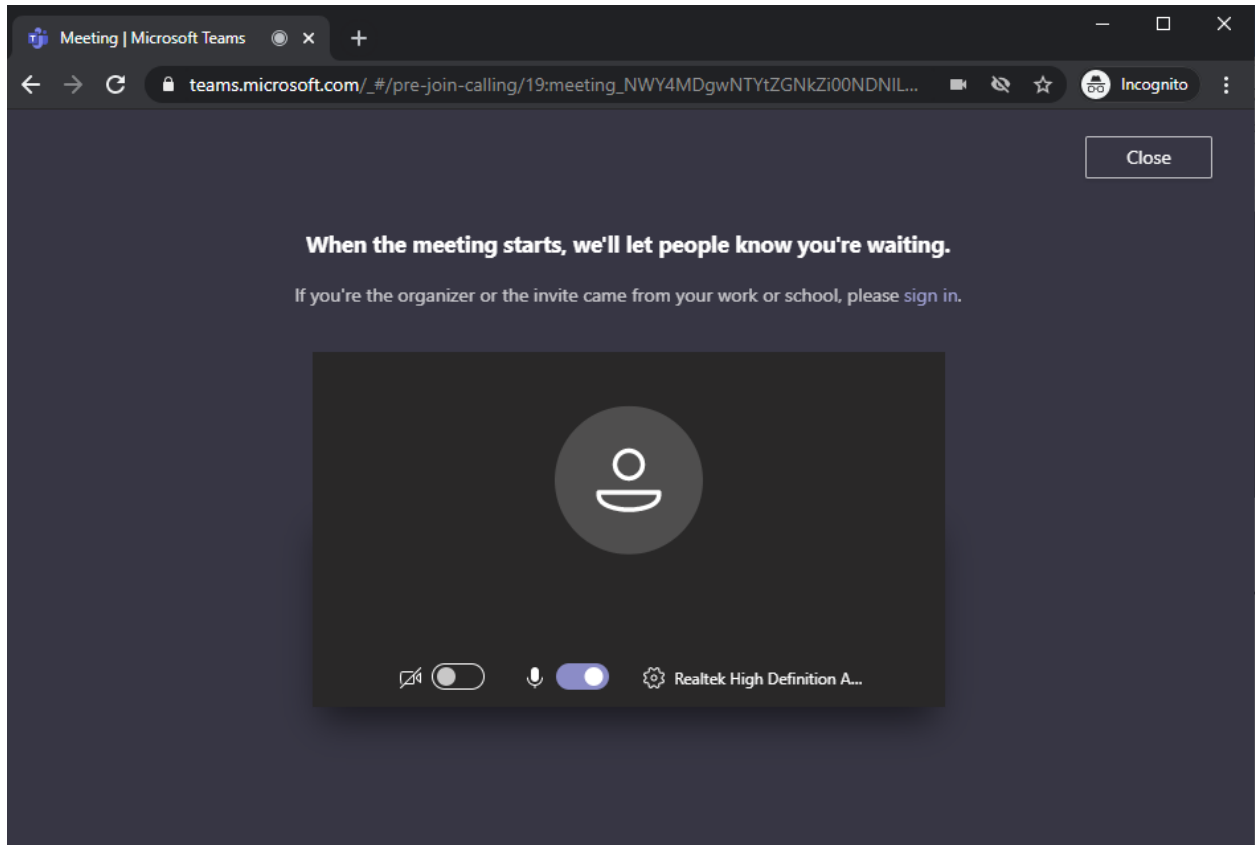 Meeting | Microsoft Teams
teams.microsoft.com/_#/pre-join-calling/19:meeting_NWY4MDgwNTYtZGNkZi00NDNlL...
Incognito
Close
When the meeting starts, we'll let people know you're waiting.
If you're the organizer or the invite came from your work or school, please sign in.
Realtek High Definition A...